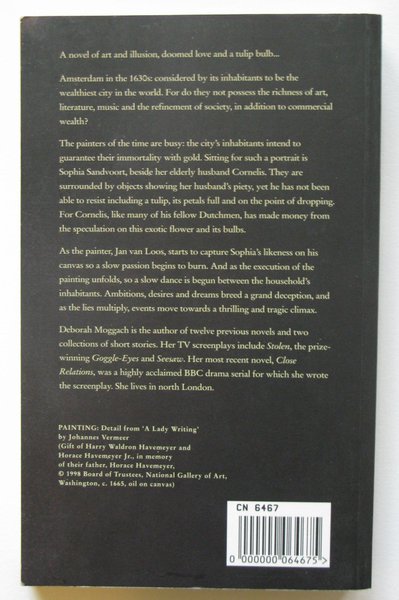 A novel of art and illusion, doomed love and a tulip bulb...
Amsterdam in the 1630s: considered by its inhabitants to be the
wealthiest city in the world. For do they not possess the richness of art,
literature, music and the refinement of society, in addition to commercial
wealth?
The painters of the time are busy: the city's inhabitants intend to
guarantee their immortality with gold. Sitting for such a portrait is
Sophia Sandvoort, beside her elderly husband Cornelis. They are
surrounded by objects showing her husband's piety, yet he has not been
able to resist including a tulip, its petals full and on the point of dropping.
For Cornelis, like many of his fellow Dutchmen, has made money from
the speculation on this exotic flower and its bulbs.
As the painter, Jan van Loos, starts to capture Sophia's likeness on his
canvas so a slow passion begins to burn. And as the execution of the
painting unfolds, so a slow dance is begun between the household's
inhabitants. Ambitions, desires and dreams breed a grand deception, and
as the lies multiply, events move towards a thrilling and tragic climax.
Deborah Moggach is the author of twelve previous novels and two
collections of short stories. Her TV screenplays include Stolen, the prize-
winning Goggle-Eyes and Seesaw. Her most recent novel, Close
Relations, was a highly acclaimed BBC drama serial for which she wrote
the screenplay. She lives in north London.
PAINTING: Detail from 'A Lady Writing'
by Johannes Vermeer
(Gift of Harry Waldron Havemeyer and
Horace Havemeyer Jr., in memory
of their father, Horace Havemeyer,
© 1998 Board of Trustees, National Gallery of Art,
Washington, c. 1665, oil on canvas)
CN 6467
0 000000 064675 >